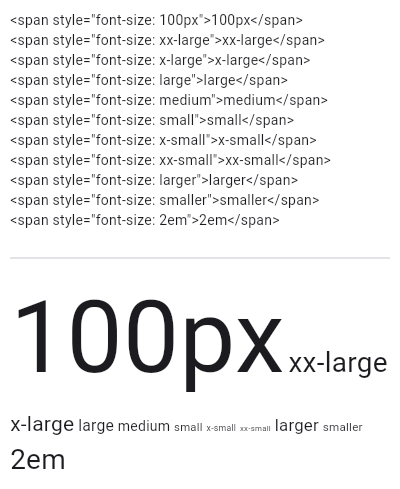 <span style="font-size: 100px">100px</span>
<span style="font-size: xx-large">xx-large</span>
<span style="font-size: x-large">x-large</span>
<span style="font-size: large">large</span>
<span style="font-size: medium">medium</span>
<span style="font-size: small">small</span>
<span style="font-size: x-small">x-small</span>
<span style="font-size: xx-small">xx-small</span>
<span style="font-size: larger">larger</span>
<span style="font-size: smaller">smaller</span>
<span style="font-size: 2em">2em</span>
100px xx-large
x-large large medium small x-small xx-small larger smaller
2em